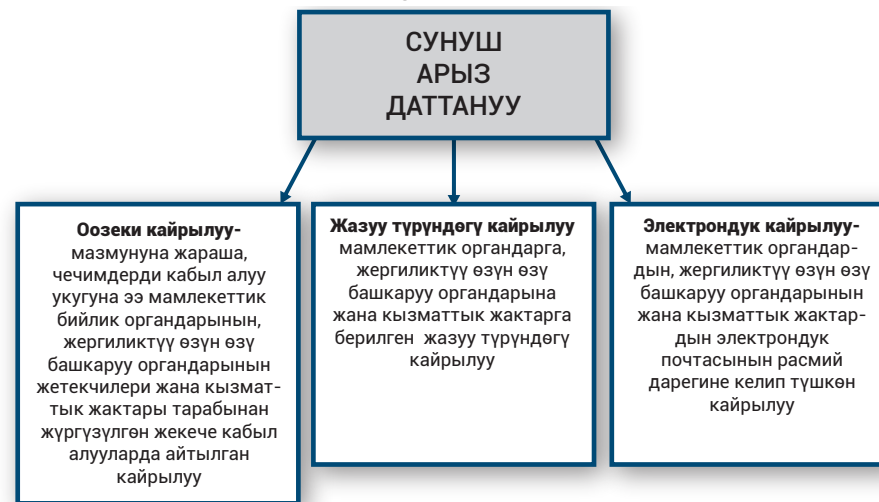 СУНУШ
АРЫЗ
ДАТТАНУУ
Оозеки кайрылуу-
мазмунуна жараша,
чечимдерди кабыл алуу
укугуна ээ мамлекеттик
бийлик органдарынын,
жергиликтүү өзүн өзү
башкаруу органдарынын
жетекчилери жана кызмат-
тык жактары тарабынан
жүргүзүлгөн жекече кабыл
алууларда айтылган
кайрылуу
Жазуу түрүндөгү кайрылуу
мамлекеттик органдарга,
жергиликтүү өзүн өзү
башкаруу органдарына
жана кызматтык жактарга
берилген жазуу түрүндөгү
кайрылуу
Электрондук кайрылуу-
мамлекеттик органдар-
дын, жергиликтүү өзүн өзү
башкаруу органдарынын
жана кызматтык жактар-
дын электрондук
почтасынын расмий
дарегине келип түшкөн
кайрылуу